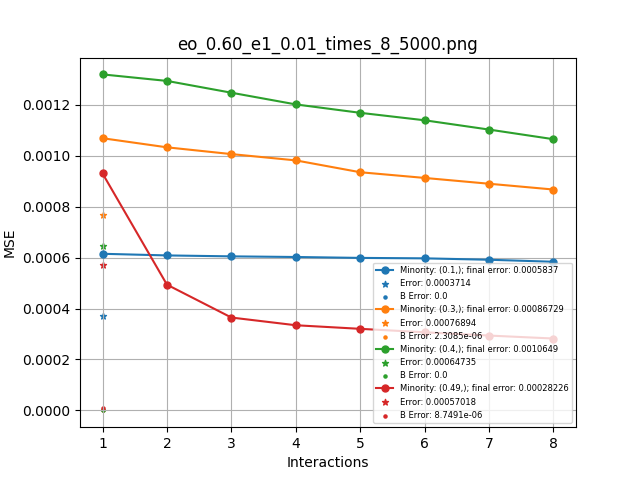 eo_0.60_e1_0.01_times_8_5000.png
MSE
0.0012
0.0010
0.0008
0.0006
0.0004
0.0002
0.0000
Minority: (0.1,); final error: 0.0005837
Error: 0.0003714
B Error: 0.0
Minority: (0.3,); final error: 0.00086729
Error: 0.00076894
B Error: 2.3085e-06
Minority: (0.4,); final error: 0.0010649
Error: 0.00064735
B Error: 0.0
Minority: (0.49,); final error: 0.00028226
Error: 0.00057018
B Error: 8.7491e-06
1 2 3 4 5 6 7 8
Interactions